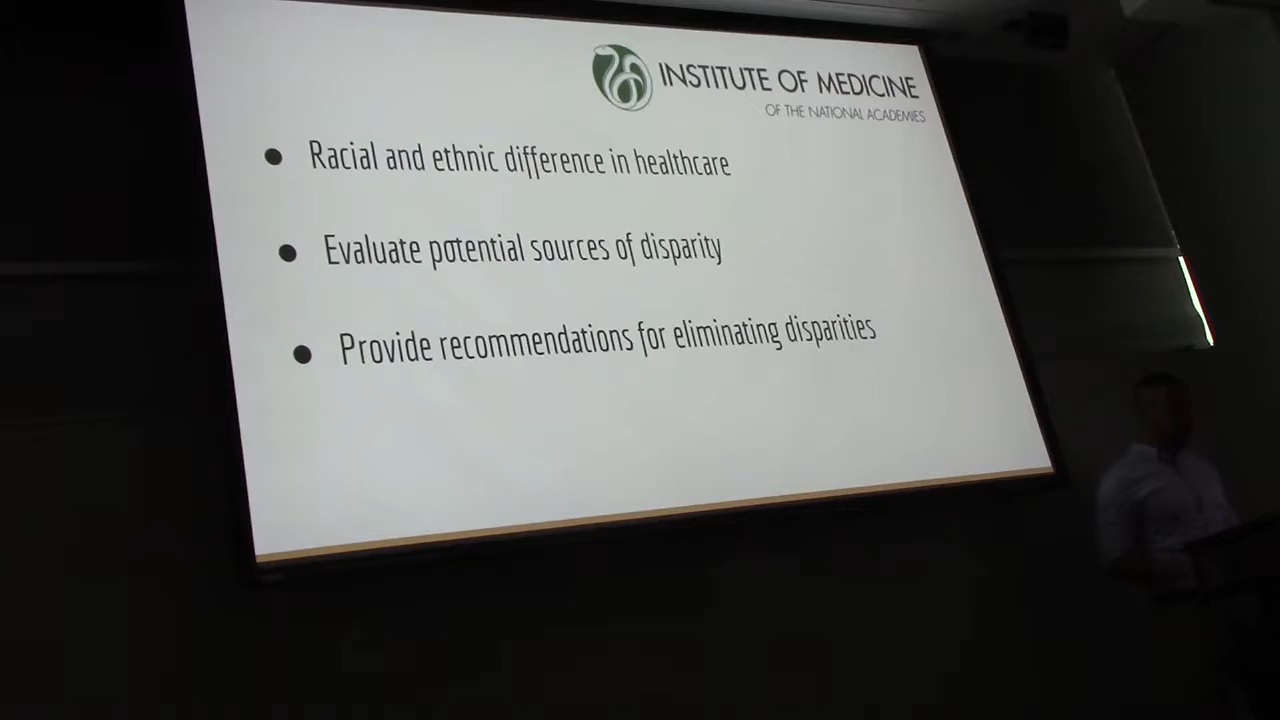 INSTITUTE OF MEDICINE
OF THE NATIONAL ACADEMIES
● Racial and ethnic difference in healthcare
● Evaluate potential sources of disparity
● Provide recommendations for eliminating disparities